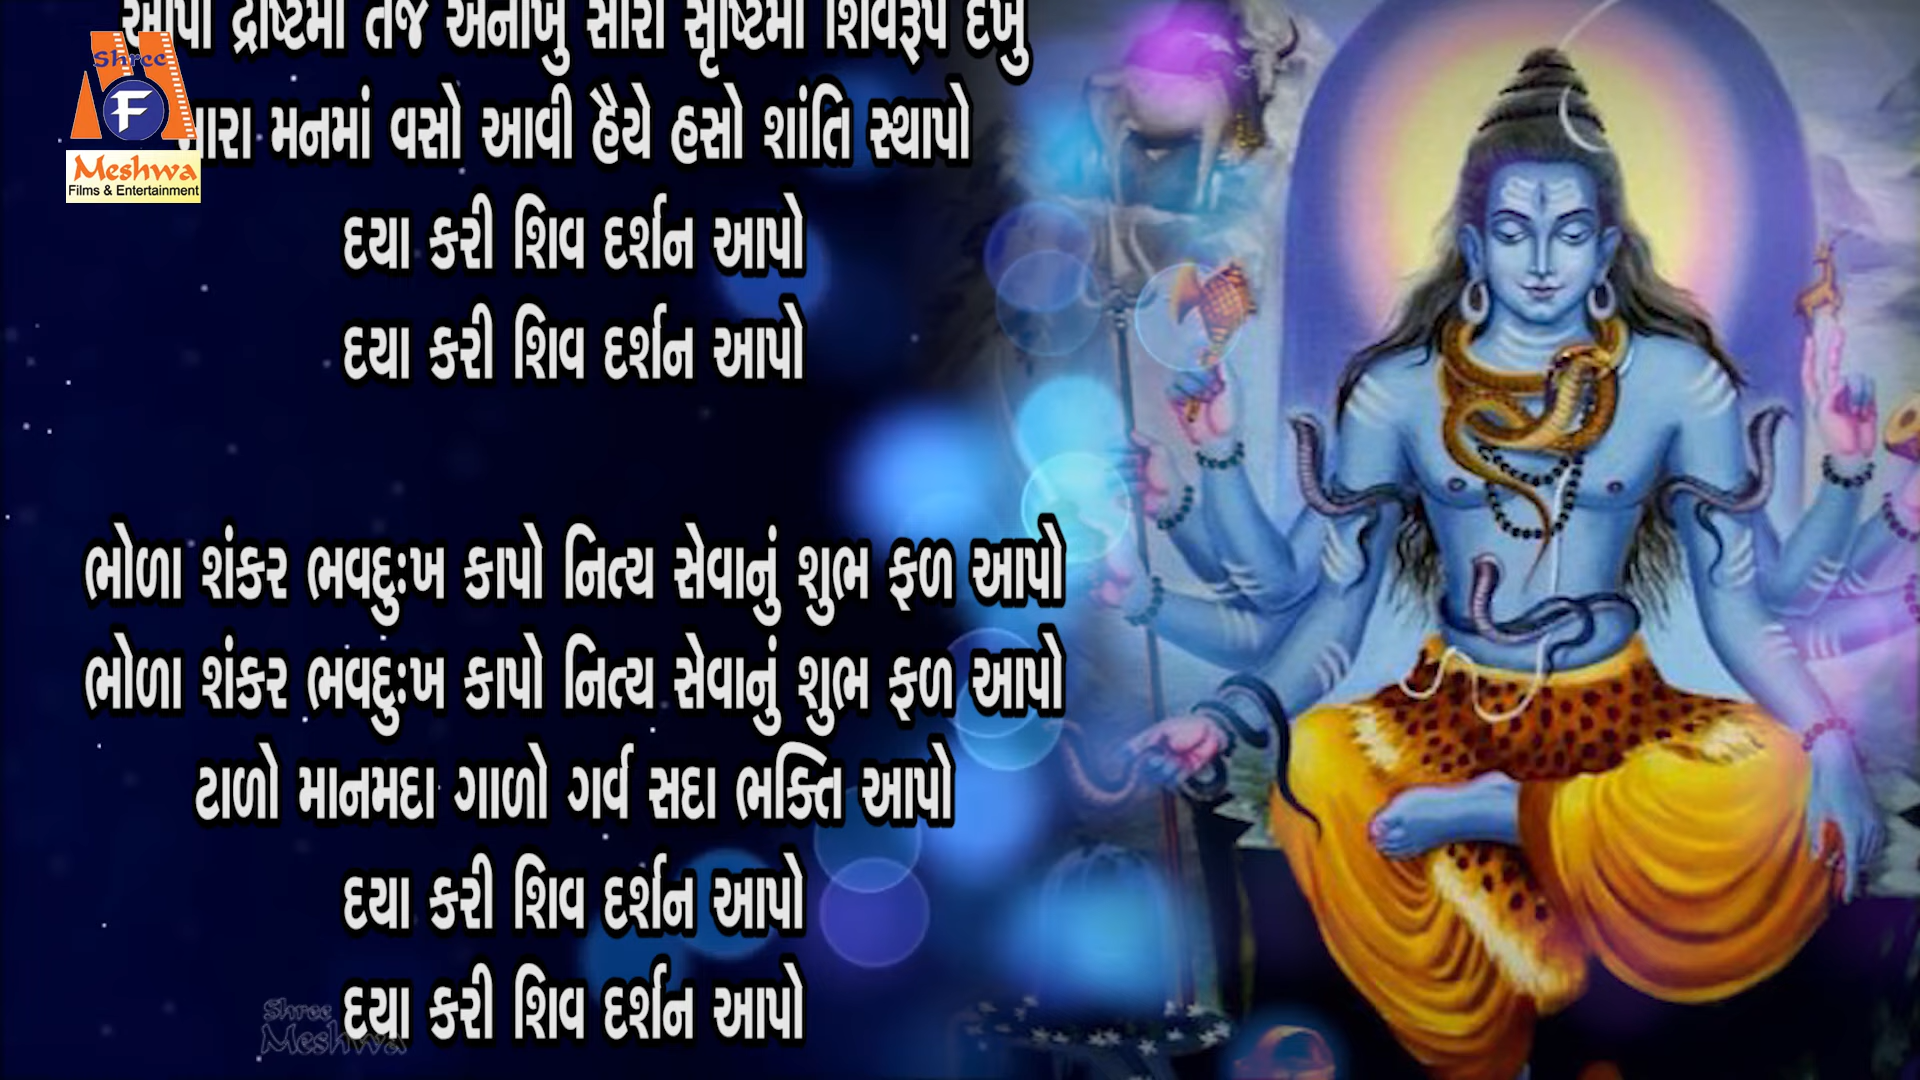 આપો દ્રષ્ટિમાં તેજ અનોખું સારી સૃષ્ટિમાં શિવરૂપ દેખું
Shree
F
મારા મનમાં વસો આવી હૈયે હસો શાંતિ સ્થાપો
Meshwa
Films & Entertainment
દયા કરી શિવ દર્શન આપો
દયા કરી શિવ દર્શન આપો
ભોળા શંકર ભવદુઃખ કાપો નિત્ય સેવાનું શુભ ફળ આપો
ભોળા શંકર ભવદુઃખ કાપો નિત્ય સેવાનું શુભ ફળ આપો
ટાળો માનમદા ગાળો ગર્વ સદા ભક્તિ આપો
દયા કરી શિવ દર્શન આપો
દયા કરી શિવ દર્શન આપો
Shree
Meshwa